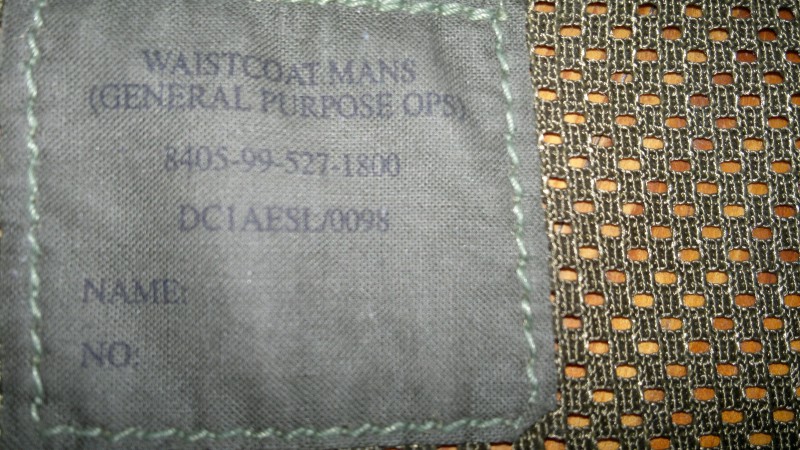 WAISTCOAT MANS
(GENERAL PURPOSE OPS)
8405-99-527-1800
DC1AESL/0098
NAME:
NO: